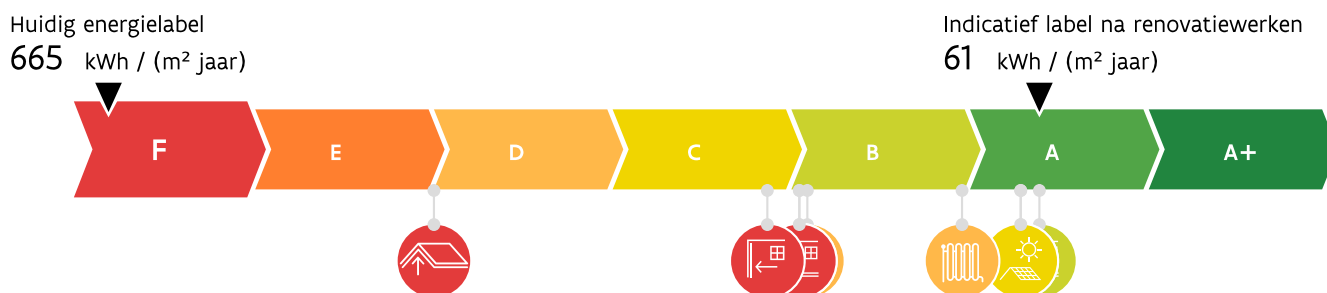 Huidig energielabel
665 kWh / (m² jaar)
Indicatief label na renovatiewerken
61 kWh / (m² jaar)
F E D C B A A+